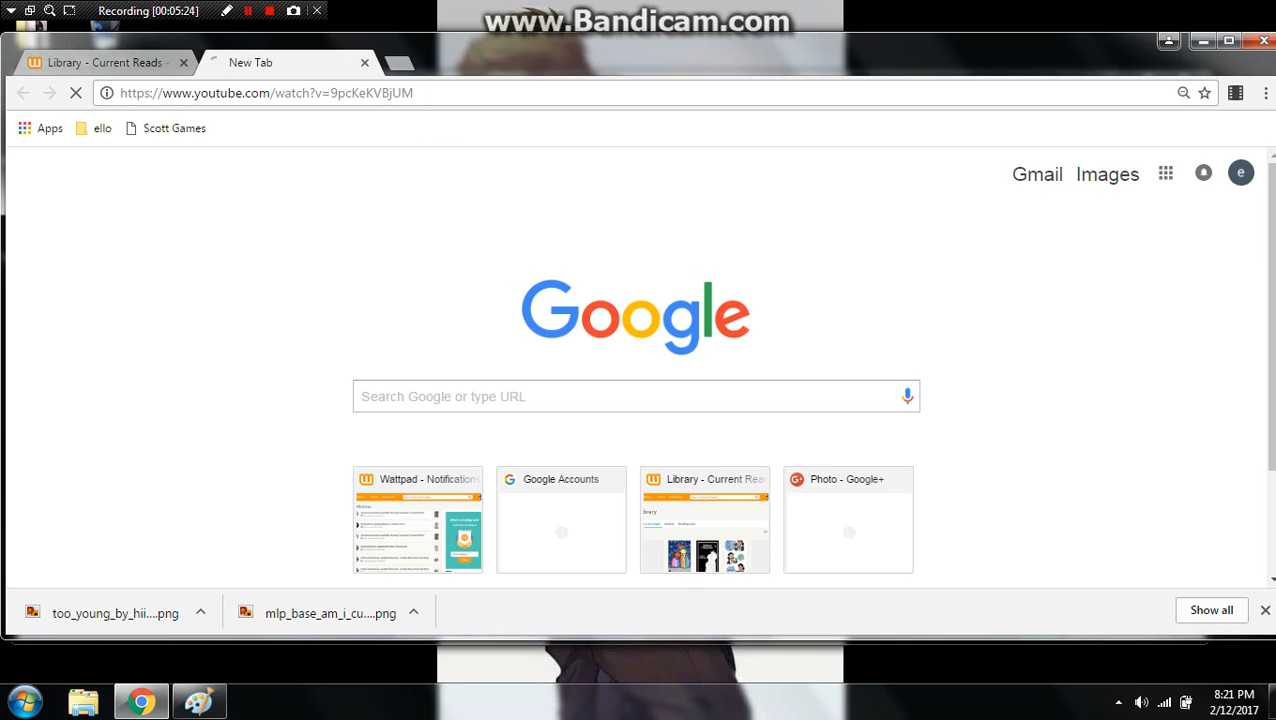 Recording [00:05:24]
www.Bandicam.com
Library - Current Reads -
New Tab
https://www.youtube.com/watch?v=9pcKeKVBjUM
Apps
ello
Scott Games
Gmail Images
e
Google
Search Google or type URL
Wattpad - Notifications
Google Accounts
Library - Current Rea
Photo - Google+
too_young_by_hii....png
mlp_base_am_i_cu....png
Show all
8:21 PM
2/12/2017